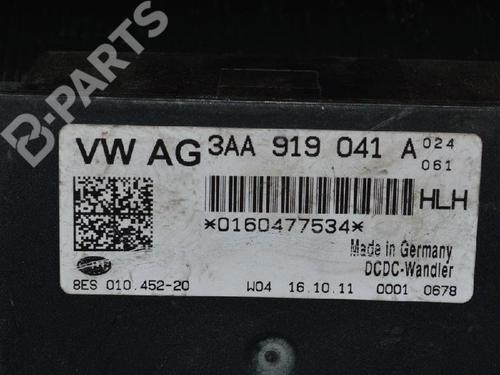 B-PARTS
VW AG 3AA 919 041 A 024
061
HLH
*0160477534*
Made in Germany
DCDC-Wandler
8ES 010.452-20 W04 16.10.11 0001 0678
B-PARTS